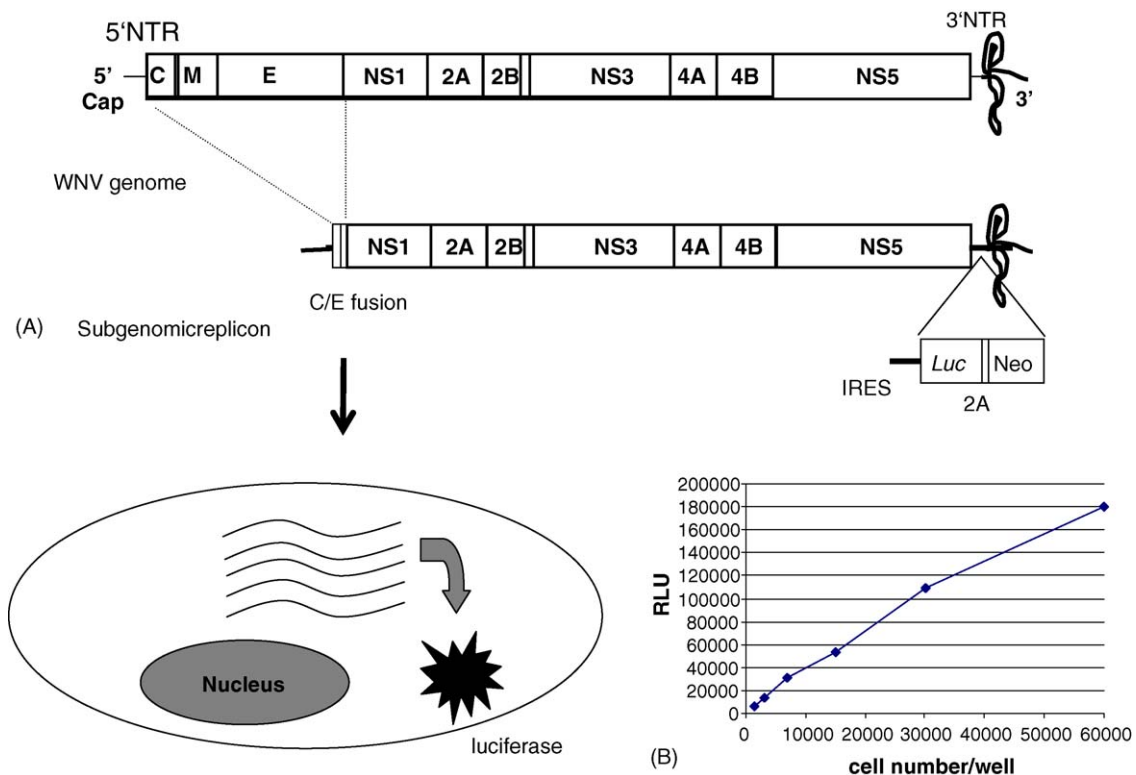 5‘NTR
3‘NTR
5’ C M E NS1 2A 2B NS3 4A 4B NS5
Cap
3’
WNV genome
NS1 2A 2B NS3 4A 4B NS5
C/E fusion
(A) Subgenomicreplicon
IRES Luc Neo
2A
Nucleus
luciferase
200000
180000
160000
140000
120000
100000
80000
60000
40000
20000
0
RLU
0 10000 20000 30000 40000 50000 60000
(B) cell number/well